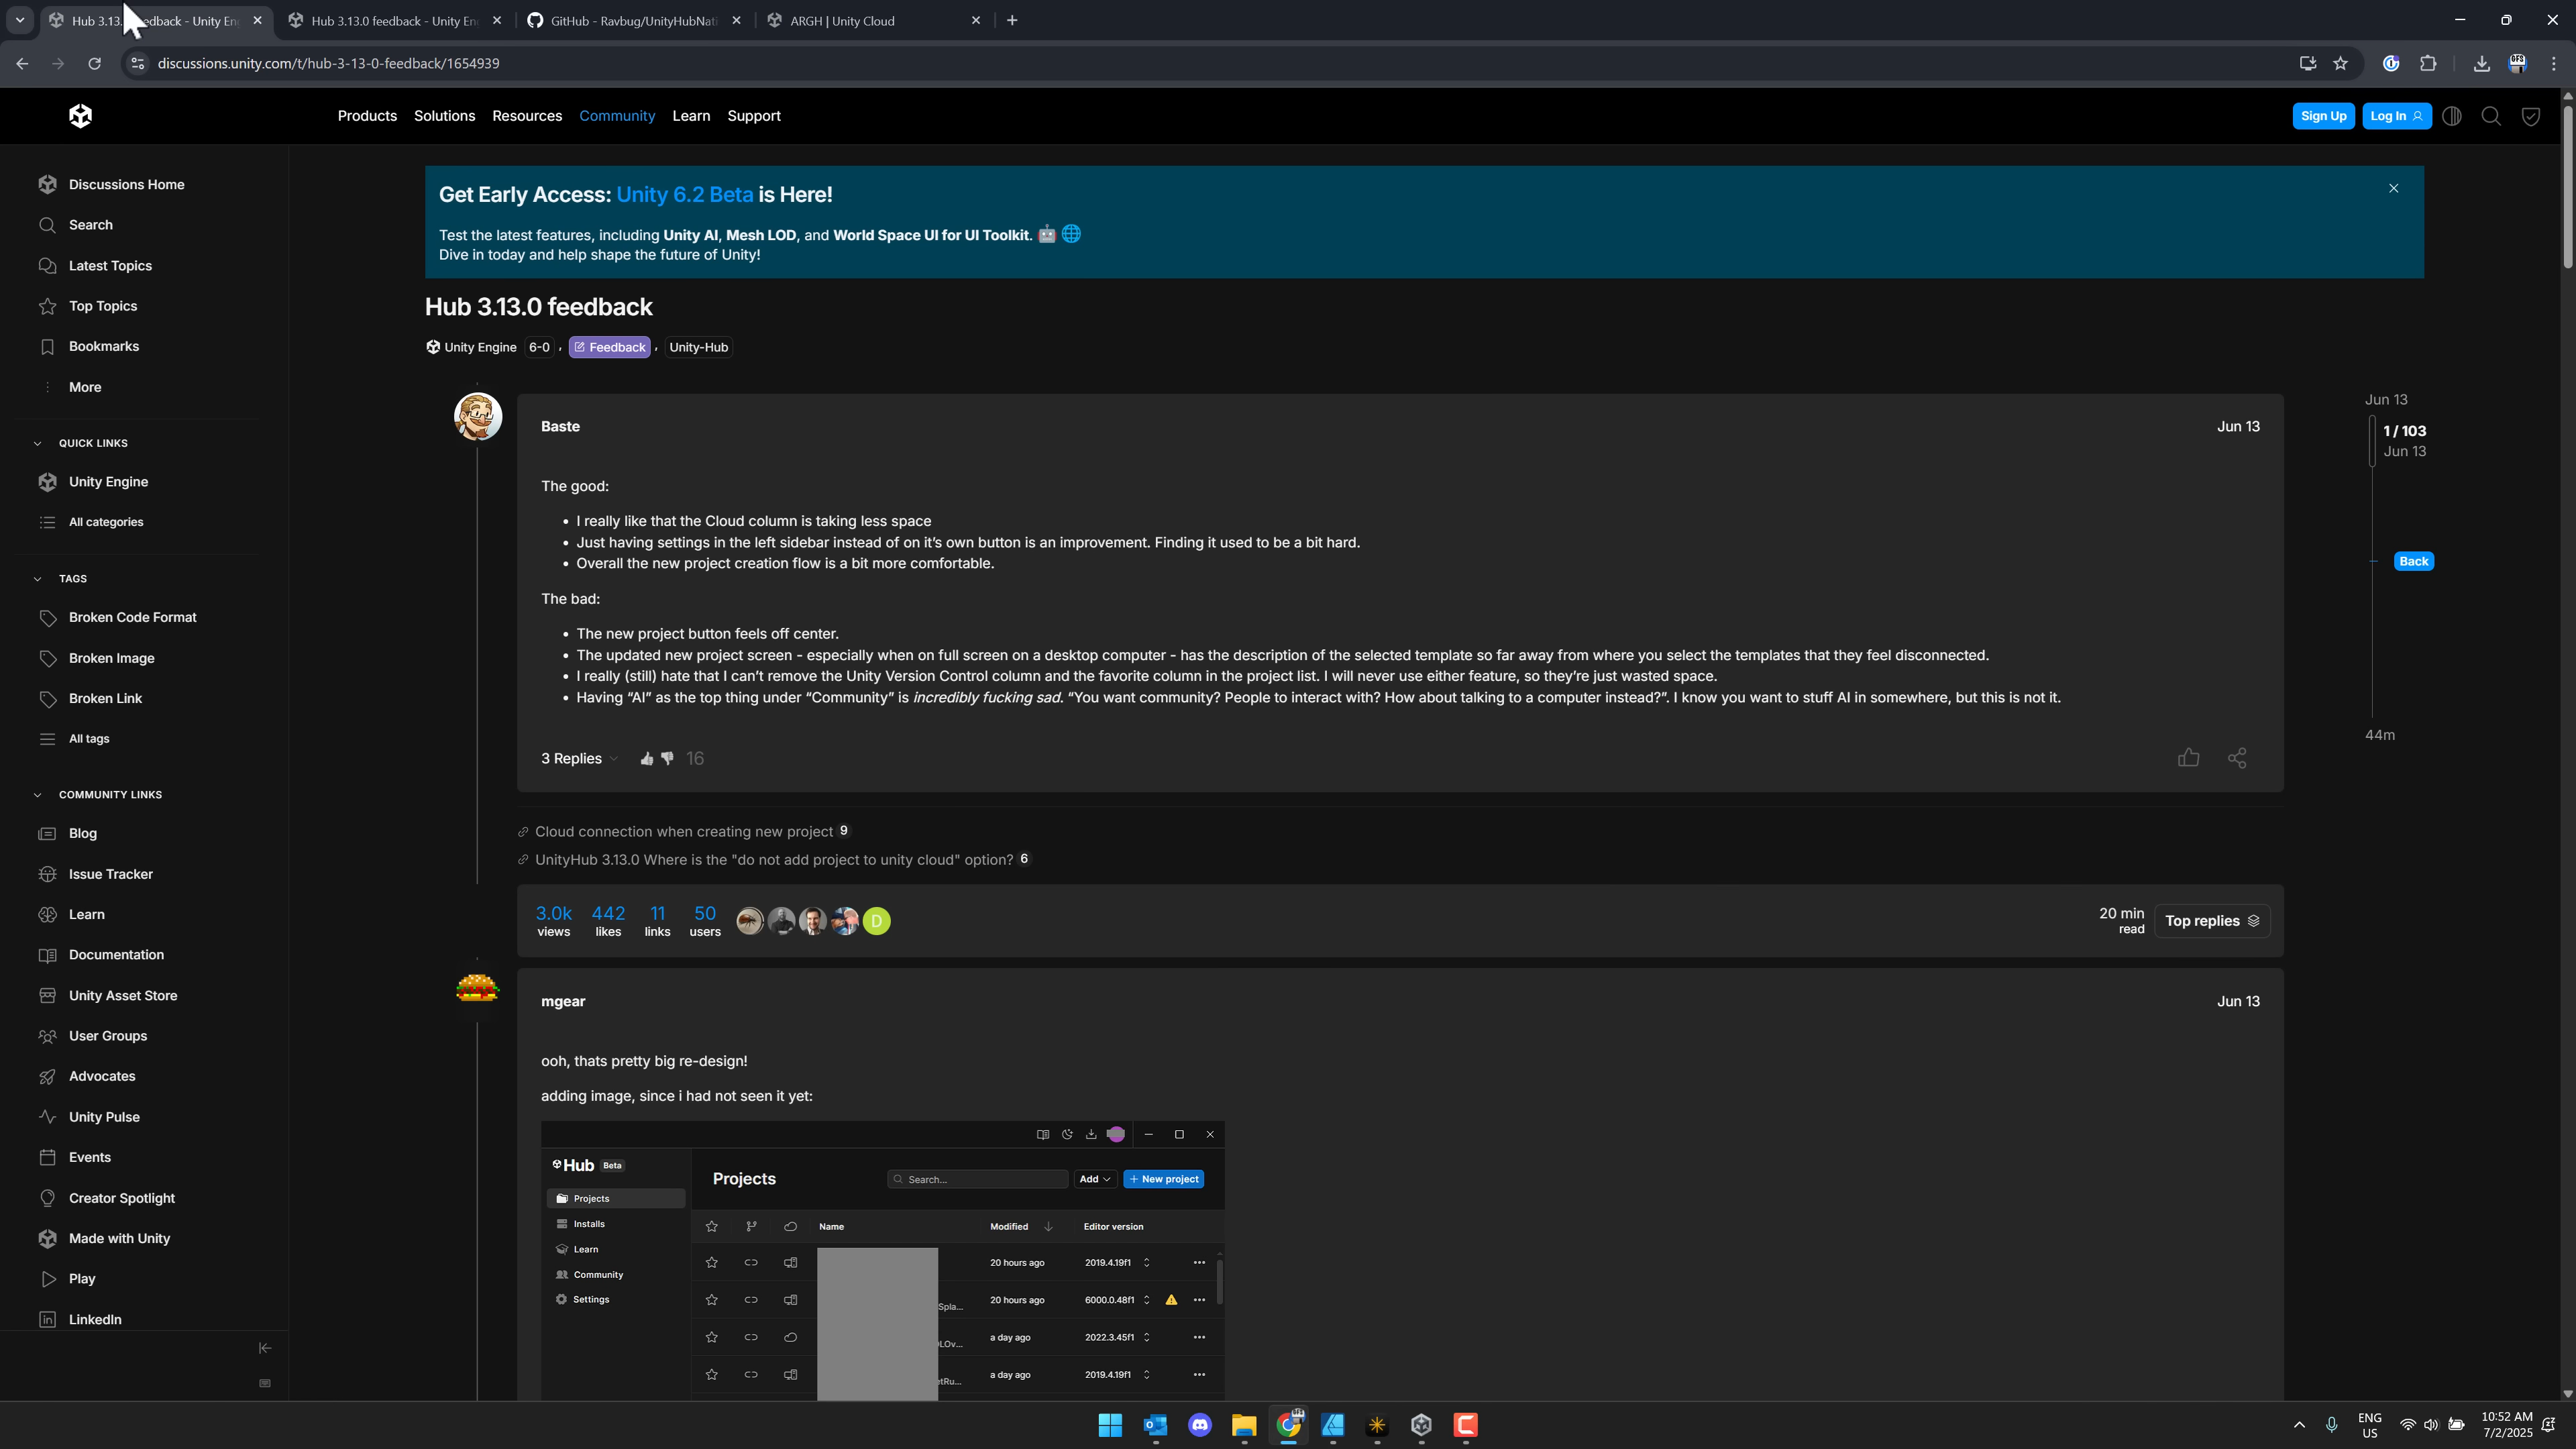 Hub 3.13
edback - Unity En
Hub 3.13.0 feedback - Unity En
GitHub - Ravbug/UnityHubNati
ARGH | Unity Cloud
discussions.unity.com/t/hub-3-13-0-feedback/1654939
Products
Solutions
Resources
Community
Learn
Support
Sign Up
Log In
Discussions Home
Search
Latest Topics
Top Topics
Bookmarks
More
QUICK LINKS
Unity Engine
All categories
TAGS
Broken Code Format
Broken Image
Broken Link
All tags
COMMUNITY LINKS
Blog
Issue Tracker
Learn
Documentation
Unity Asset Store
User Groups
Advocates
Unity Pulse
Events
Creator Spotlight
Made with Unity
Play
LinkedIn
Get Early Access: Unity 6.2 Beta is Here!
Test the latest features, including Unity AI, Mesh LOD, and World Space UI for UI Toolkit. 🤖 🌐
Dive in today and help shape the future of Unity!
Hub 3.13.0 feedback
Unity Engine 6-0 , Feedback , Unity-Hub
Baste
Jun 13
The good:
• I really like that the Cloud column is taking less space
• Just having settings in the left sidebar instead of on it's own button is an improvement. Finding it used to be a bit hard.
• Overall the new project creation flow is a bit more comfortable.
The bad:
• The new project button feels off center.
• The updated new project screen - especially when on full screen on a desktop computer - has the description of the selected template so far away from where you select the templates that they feel disconnected.
• I really (still) hate that I can't remove the Unity Version Control column and the favorite column in the project list. I will never use either feature, so they're just wasted space.
• Having “AI” as the top thing under “Community” is incredibly fucking sad. “You want community? People to interact with? How about talking to a computer instead?”. I know you want to stuff AI in somewhere, but this is not it.
3 Replies
16
Cloud connection when creating new project 9
UnityHub 3.13.0 Where is the "do not add project to unity cloud" option? 6
3.0k views
442 likes
11 links
50 users
D
20 min read
Top replies
mgear
Jun 13
ooh, thats pretty big re-design!
adding image, since i had not seen it yet:
Hub Beta
Projects
Installs
Learn
Community
Settings
Projects
Search...
Add
+ New project
Name
Modified
Editor version
20 hours ago
2019.4.19f1
Spla...
20 hours ago
6000.0.48f1
LOv...
a day ago
2022.3.45f1
tRu...
a day ago
2019.4.19f1
Jun 13
1 / 103
Jun 13
Back
44m
ENG
US
10:52 AM
7/2/2025